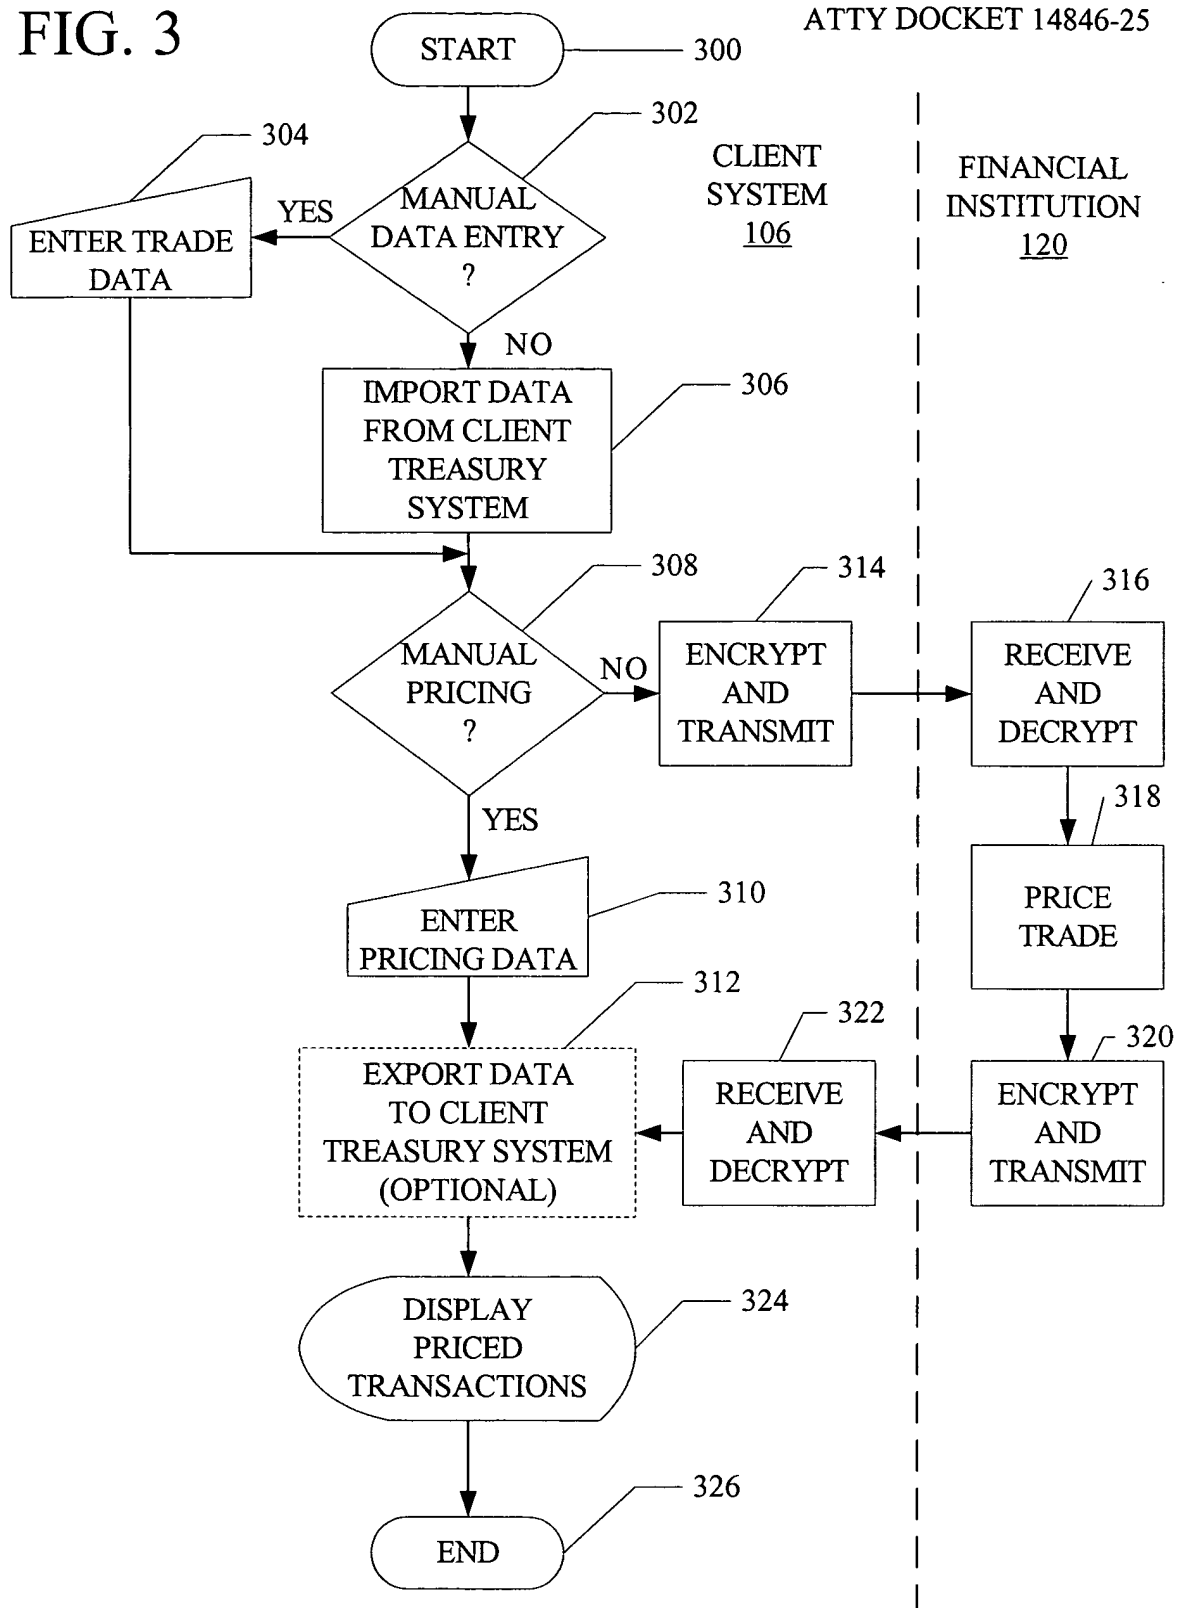 FIG. 3
ATTY DOCKET 14846-25
START
300
302
304
CLIENT
SYSTEM
106
FINANCIAL
INSTITUTION
120
MANUAL
DATA ENTRY
?
YES
ENTER TRADE
DATA
NO
IMPORT DATA
FROM CLIENT
TREASURY
SYSTEM
306
308
MANUAL
PRICING
?
NO
314
ENCRYPT
AND
TRANSMIT
316
RECEIVE
AND
DECRYPT
YES
318
PRICE
TRADE
310
ENTER
PRICING DATA
312
EXPORT DATA
TO CLIENT
TREASURY SYSTEM
(OPTIONAL)
322
RECEIVE
AND
DECRYPT
320
ENCRYPT
AND
TRANSMIT
324
DISPLAY
PRICED
TRANSACTIONS
326
END